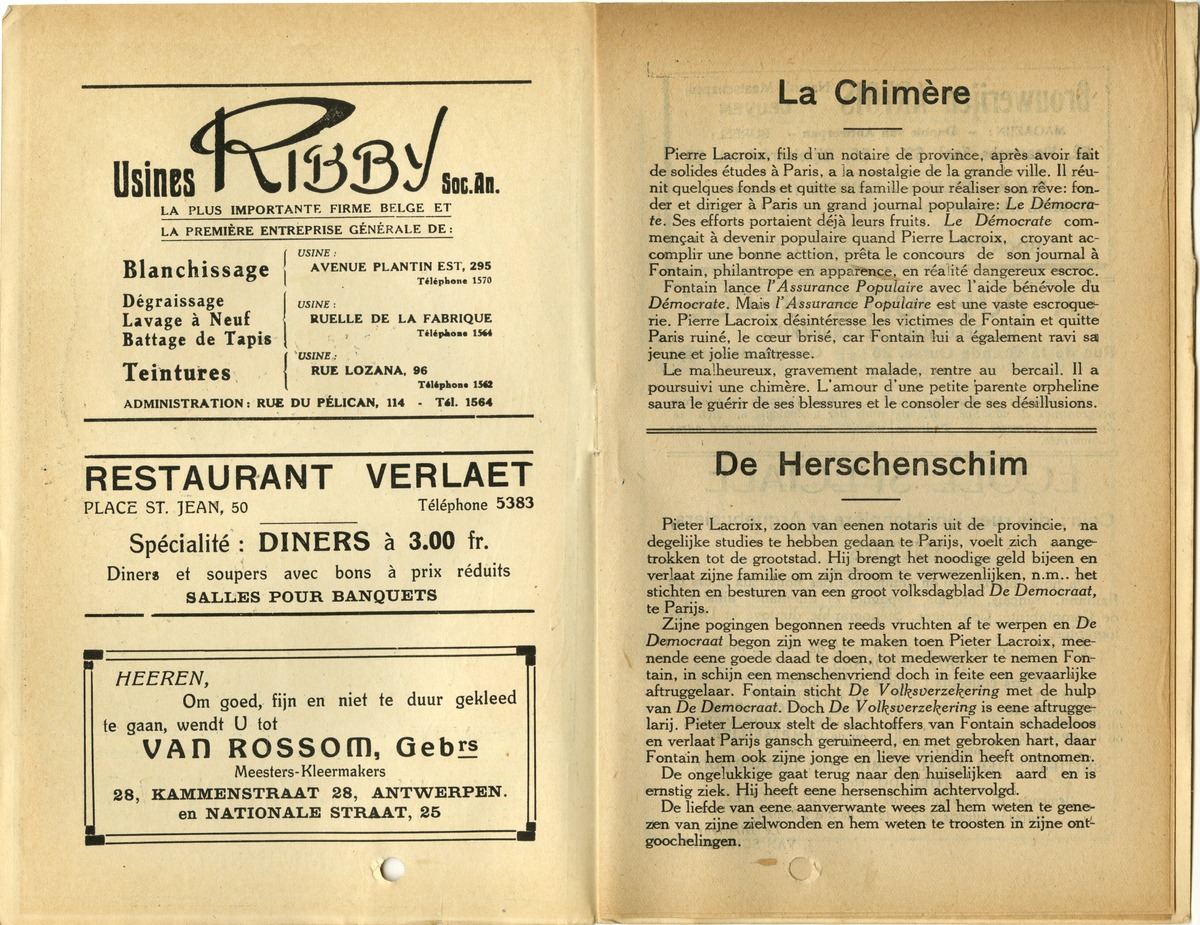 Usines RIBBY Soc.An.
LA PLUS IMPORTANTE FIRME BELGE ET
LA PREMIÈRE ENTREPRISE GÉNÉRALE DE :
Blanchissage
USINE :
AVENUE PLANTIN EST, 295
Téléphone 1570
Dégraissage
Lavage à Neuf
Battage de Tapis
USINE :
RUELLE DE LA FABRIQUE
Téléphone 1564
Teintures
USINE :
RUE LOZANA, 96
Téléphone 1562
ADMINISTRATION : RUE DU PÉLICAN, 114 - Tél. 1564
RESTAURANT VERLAET
PLACE ST. JEAN, 50 Téléphone 5383
Spécialité : DINERS à 3.00 fr.
Diners et soupers avec bons à prix réduits
SALLES POUR BANQUETS
HEEREN,
Om goed, fijn en niet te duur gekleed
te gaan, wendt U tot
VAN ROSSOM, Gebrs
Meesters-Kleermakers
28, KAMMENSTRAAT 28, ANTWERPEN.
en NATIONALE STRAAT, 25
La Chimère
Pierre Lacroix, fils d'un notaire de province, après avoir fait
de solides études à Paris, a la nostalgie de la grande ville. Il réu-
nit quelques fonds et quitte sa famille pour réaliser son rêve: fon-
der et diriger à Paris un grand journal populaire: Le Démocra-
te. Ses efforts portaient déjà leurs fruits. Le Démocrate com-
mençait à devenir populaire quand Pierre Lacroix, croyant ac-
complir une bonne acttion, prêta le concours de son journal à
Fontain, philantrope en apparence, en réalité dangereux escroc.
Fontain lance l'Assurance Populaire avec l'aide bénévole du
Démocrate. Mais l'Assurance Populaire est une vaste escroque-
rie. Pierre Lacroix désintéresse les victimes de Fontain et quitte
Paris ruiné, le cœur brisé, car Fontain lui a également ravi sa
jeune et jolie maîtresse.
Le malheureux, gravement malade, rentre au bercail. Il a
poursuivi une chimère. L'amour d'une petite parente orpheline
saura le guérir de ses blessures et le consoler de ses désillusions.
De Herschenschim
Pieter Lacroix, zoon van eenen notaris uit de provincie, na
degelijke studies te hebben gedaan te Parijs, voelt zich aange-
trokken tot de grootstad. Hij brengt het noodige geld bijeen en
verlaat zijne familie om zijn droom te verwezenlijken, n.m.. het
stichten en besturen van een groot volksdagblad De Democraat,
te Parijs.
Zijne pogingen begonnen reeds vruchten af te werpen en De
Democraat begon zijn weg te maken toen Pieter Lacroix, mee-
nende eene goede daad te doen, tot medewerker te nemen Fon-
tain, in schijn een menschenvriend doch in feite een gevaarlijke
aftruggelaar. Fontain sticht De Volksverzekering met de hulp
van De Democraat. Doch De Volksverzekering is eene aftrugge-
larij. Pieter Leroux stelt de slachtoffers van Fontain schadeloos
en verlaat Parijs gansch geruineerd, en met gebroken hart, daar
Fontain hem ook zijne jonge en lieve vriendin heeft ontnomen.
De ongelukkige gaat terug naar den huiselijken aard en is
ernstig ziek. Hij heeft eene hersenschim achtervolgd.
De liefde van eene aanverwante wees zal hem weten te gene-
zen van zijne zielwonden en hem weten te troosten in zijne ont-
goochelingen.